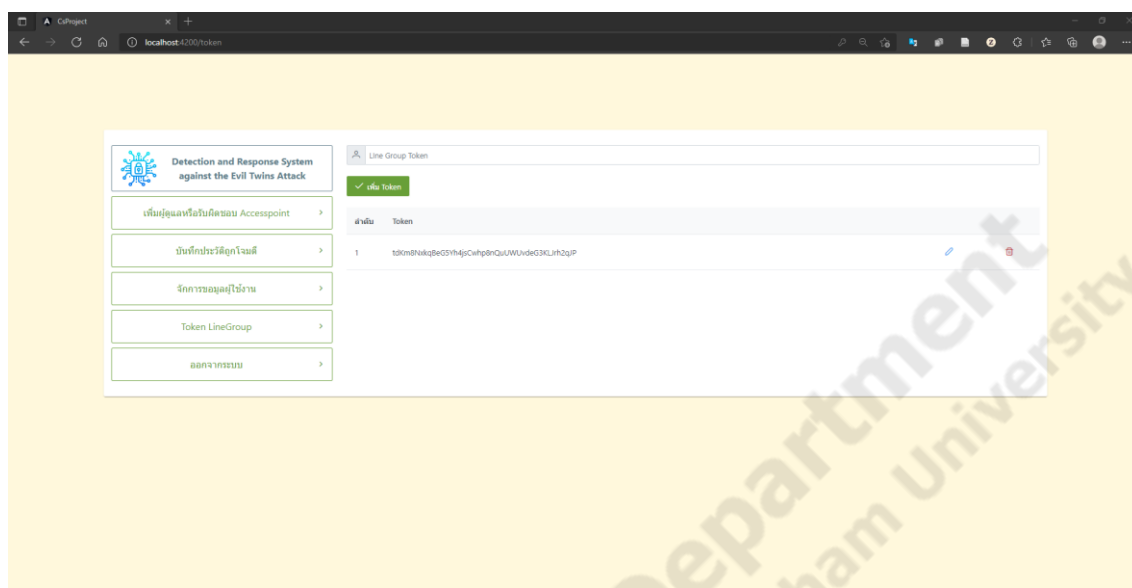 CsProject
localhost:4200/token
Detection and Response System
against the Evil Twins Attack
เพิ่มผู้ดูแลหรือรับผิดชอบ Accesspoint
บันทึกประวัติถูกโจมตี
จัการขอมูลผู้ใช้งาน
Token LineGroup
ออกจากระบบ
Line Group Token
เพิ่ม Token
ลำดับ Token
1
epartment
ham University